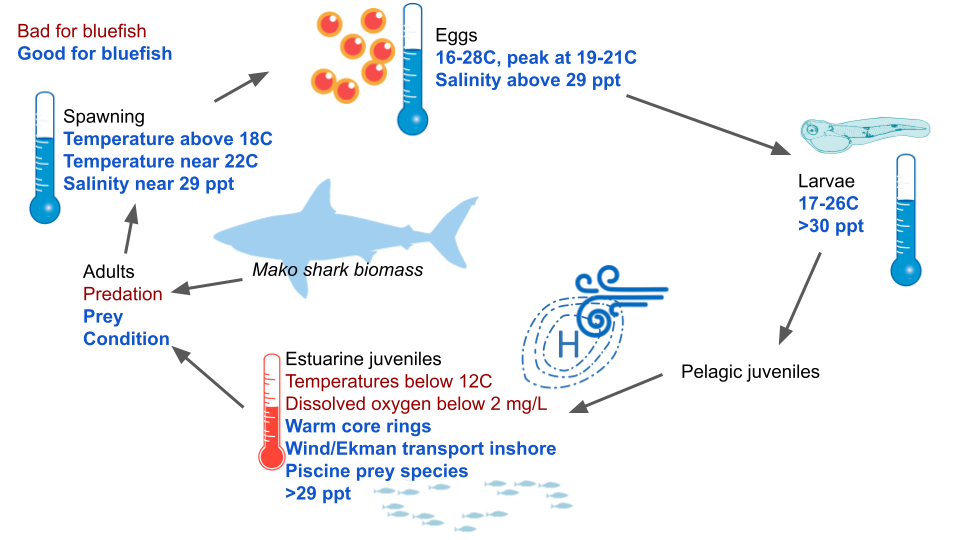 Bad for bluefish
Good for bluefish
Eggs
16-28C, peak at 19-21C
Salinity above 29 ppt
Spawning
Temperature above 18C
Temperature near 22C
Salinity near 29 ppt
Larvae
17-26C
>30 ppt
Mako shark biomass
Adults
Predation
Prey
Condition
H
Pelagic juveniles
Estuarine juveniles
Temperatures below 12C
Dissolved oxygen below 2 mg/L
Warm core rings
Wind/Ekman transport inshore
Piscine prey species
>29 ppt